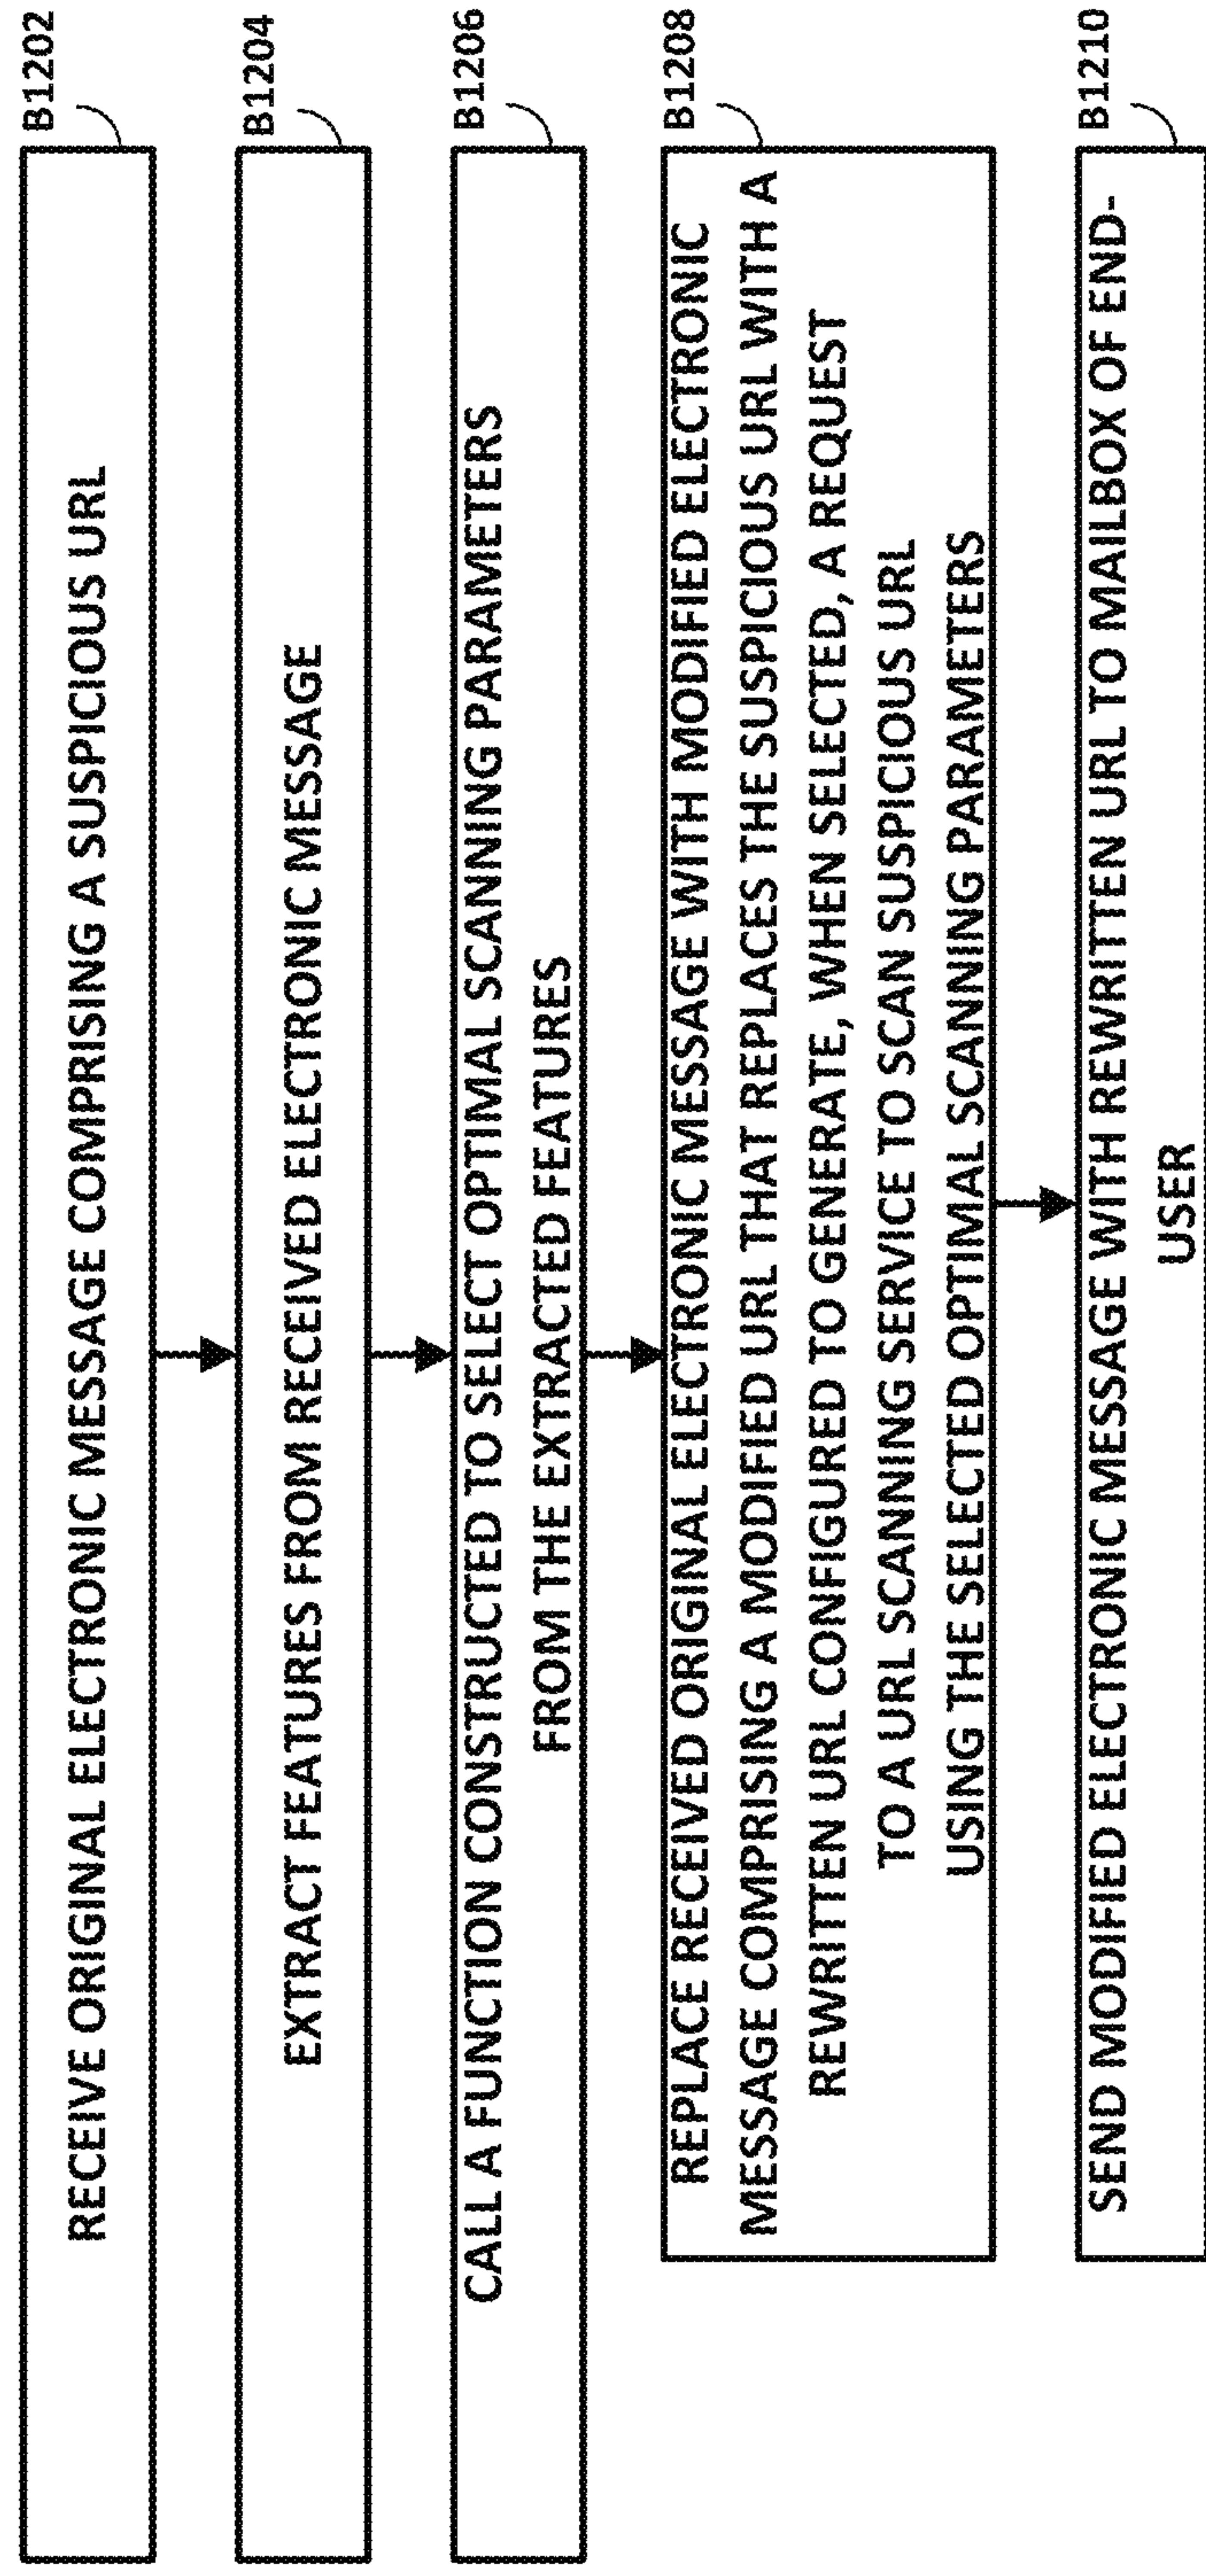 B1202
RECEIVE ORIGINAL ELECTRONIC MESSAGE COMPRISING A SUSPICIOUS URL
B1204
EXTRACT FEATURES FROM RECEIVED ELECTRONIC MESSAGE
B1206
CALL A FUNCTION CONSTRUCTED TO SELECT OPTIMAL SCANNING PARAMETERS
FROM THE EXTRACTED FEATURES
B1208
REPLACE RECEIVED ORIGINAL ELECTRONIC MESSAGE WITH MODIFIED ELECTRONIC
MESSAGE COMPRISING A MODIFIED URL THAT REPLACES THE SUSPICIOUS URL WITH A
REWRITTEN URL CONFIGURED TO GENERATE, WHEN SELECTED, A REQUEST
TO A URL SCANNING SERVICE TO SCAN SUSPICIOUS URL
USING THE SELECTED OPTIMAL SCANNING PARAMETERS
B1210
SEND MODIFIED ELECTRONIC MESSAGE WITH REWRITTEN URL TO MAILBOX OF END-
USER